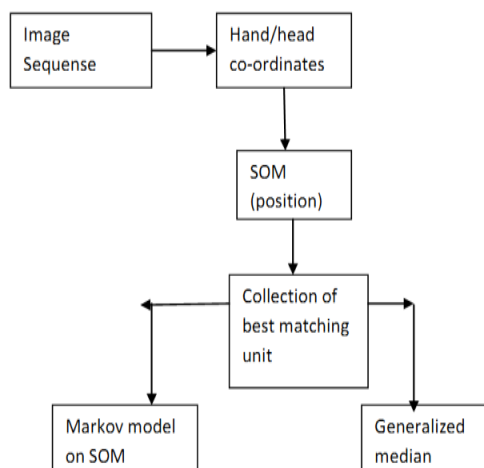 Image
Sequense
Hand/head
co-ordinates
SOM
(position)
Collection of
best matching
unit
Markov model
on SOM
Generalized
median